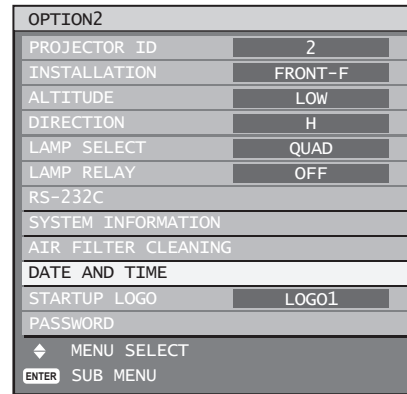 OPTION2
PROJECTOR ID 2
INSTALLATION FRONT-F
ALTITUDE LOW
DIRECTION H
LAMP SELECT QUAD
LAMP RELAY OFF
RS-232C
SYSTEM INFORMATION
AIR FILTER CLEANING
DATE AND TIME
STARTUP LOGO LOGO1
PASSWORD
MENU SELECT
ENTER SUB MENU